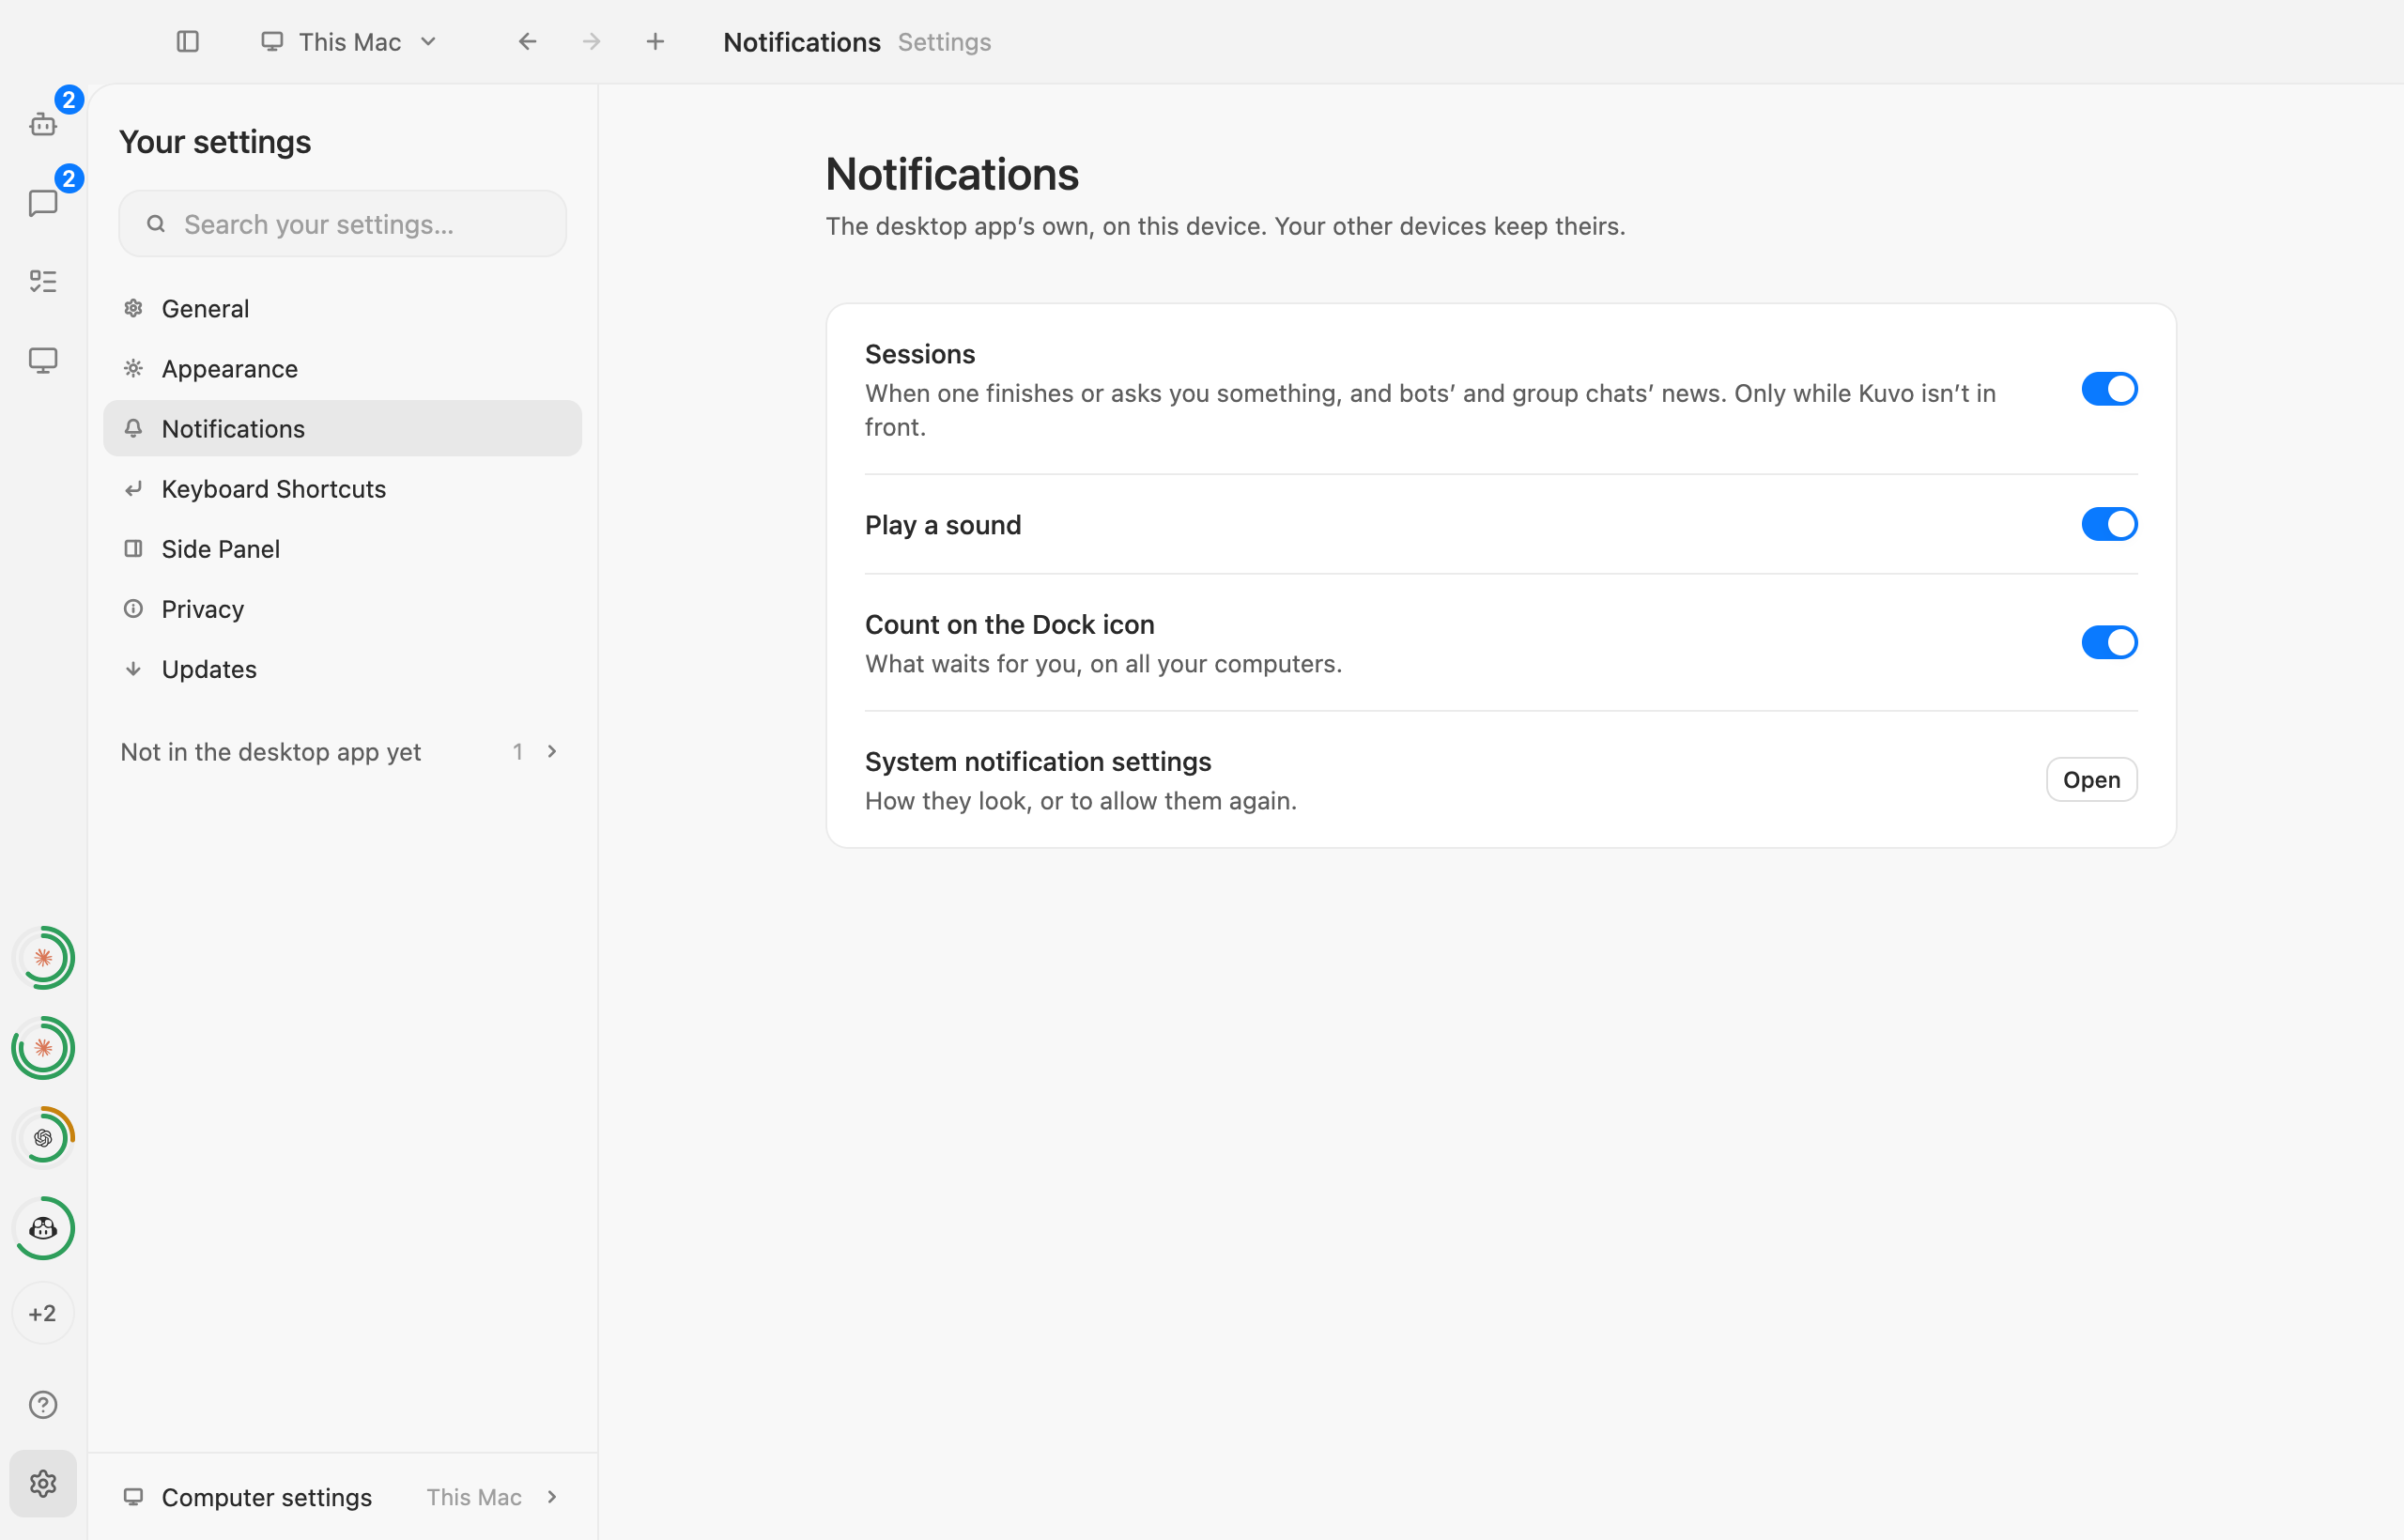 This Mac
Notifications Settings
2
2
Your settings
Search your settings...
General
Appearance
Notifications
Keyboard Shortcuts
Side Panel
Privacy
Updates
Not in the desktop app yet 1
+2
Computer settings This Mac
Notifications
The desktop app’s own, on this device. Your other devices keep theirs.
Sessions
When one finishes or asks you something, and bots’ and group chats’ news. Only while Kuvo isn’t in
front.
Play a sound
Count on the Dock icon
What waits for you, on all your computers.
System notification settings
How they look, or to allow them again.
Open